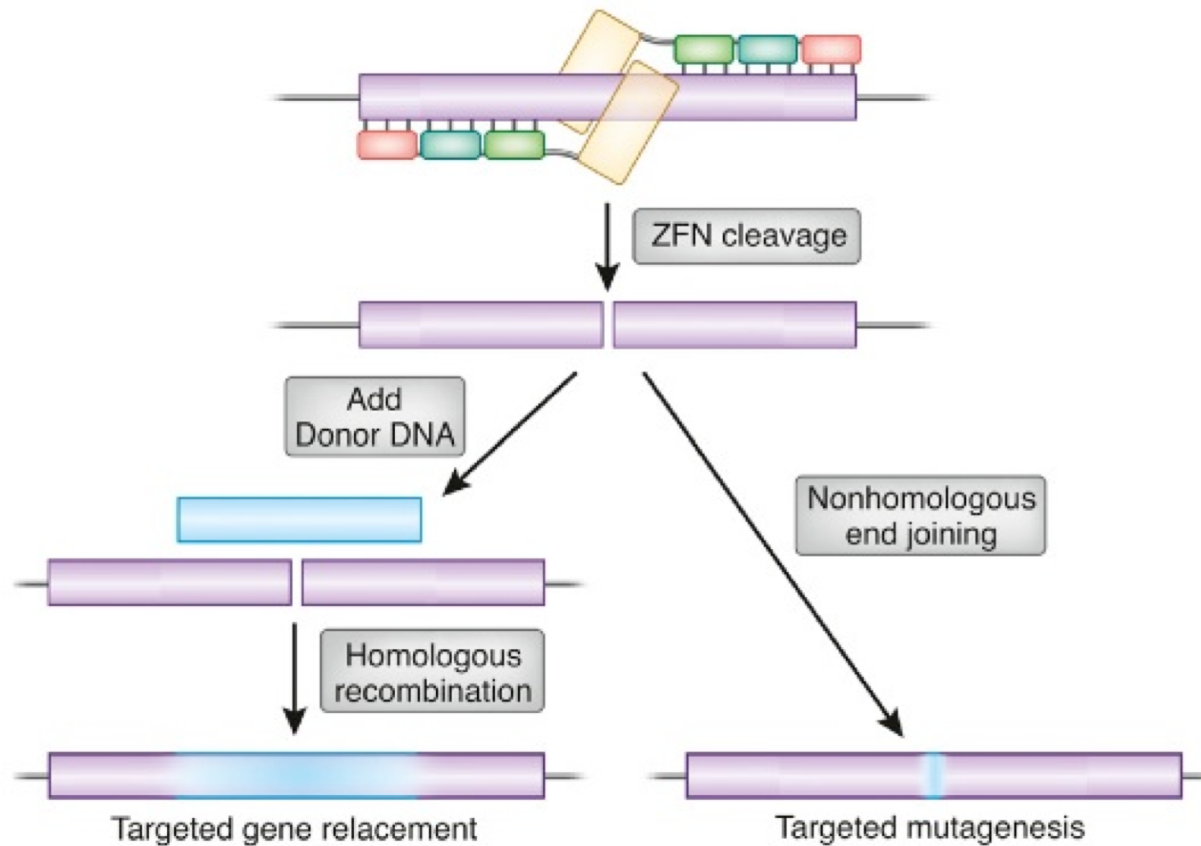 ZFN cleavage
Add
Donor DNA
Nonhomologous
end joining
Homologous
recombination
Targeted gene relacement
Targeted mutagenesis